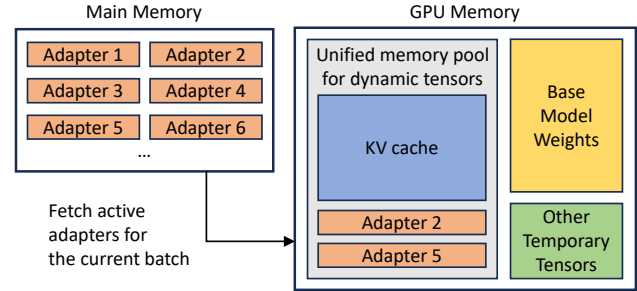 Main Memory
Adapter 1
Adapter 2
Adapter 3
Adapter 4
Adapter 5
Adapter 6
...
Fetch active
adapters for
the current batch
GPU Memory
Unified memory pool
for dynamic tensors
KV cache
Adapter 2
Adapter 5
Base
Model
Weights
Other
Temporary
Tensors